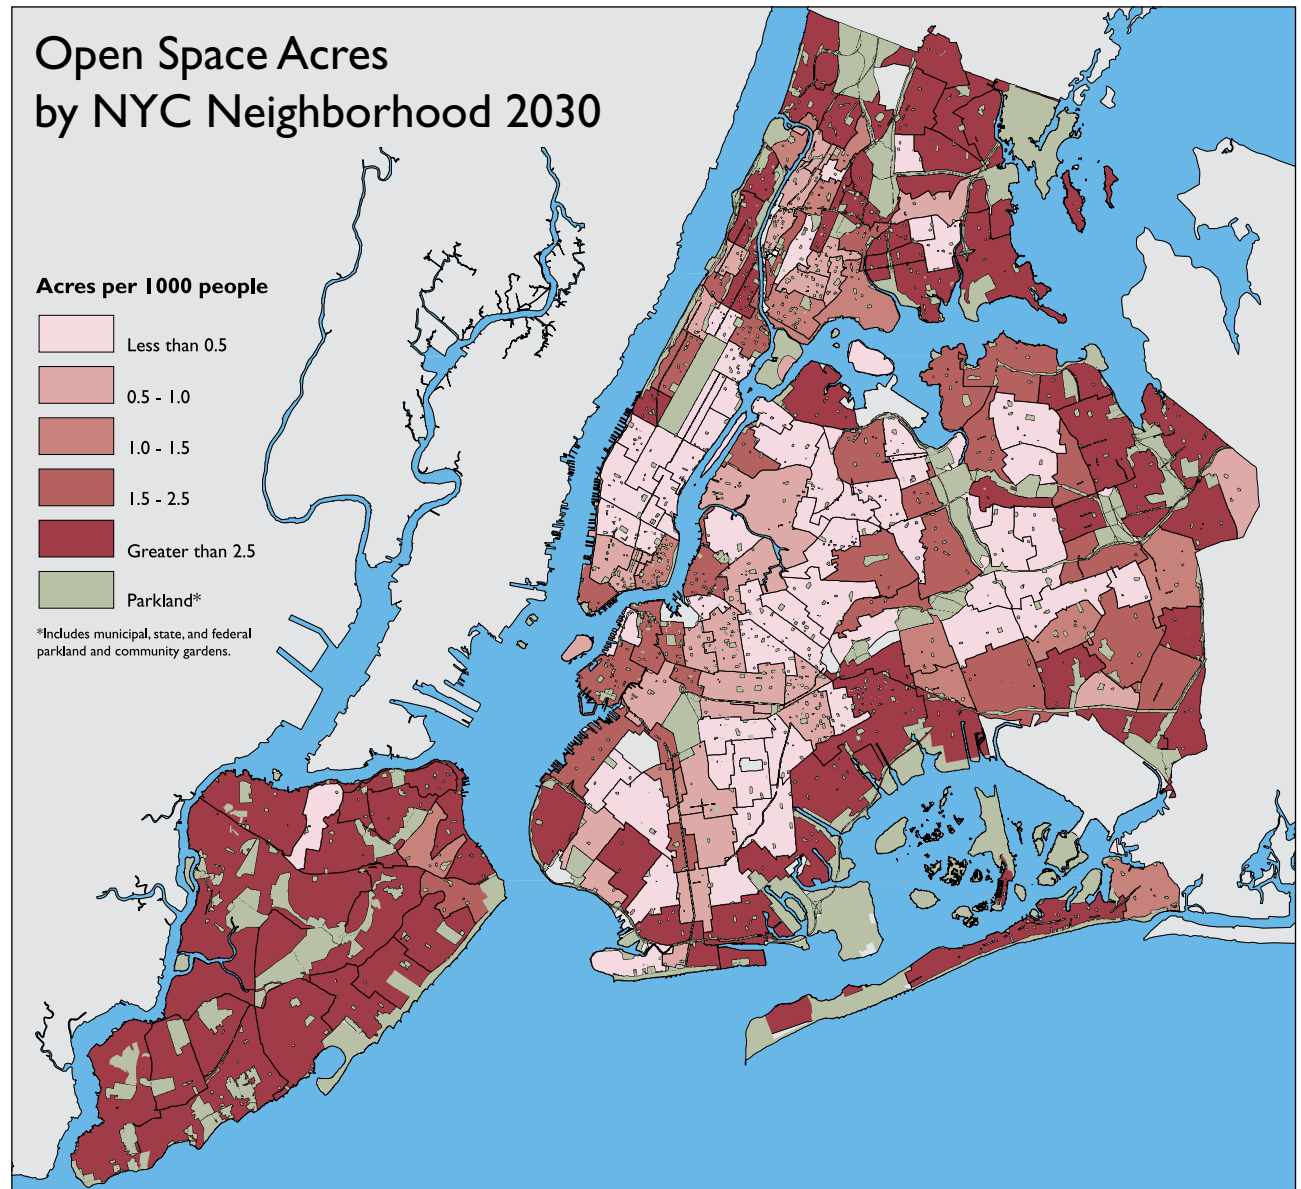 Open Space Acres
by NYC Neighborhood 2030
Acres per 1000 people
Less than 0.5
0.5 - 1.0
1.0 - 1.5
1.5 - 2.5
Greater than 2.5
Parkland*
*Includes municipal, state, and federal
parkland and community gardens.